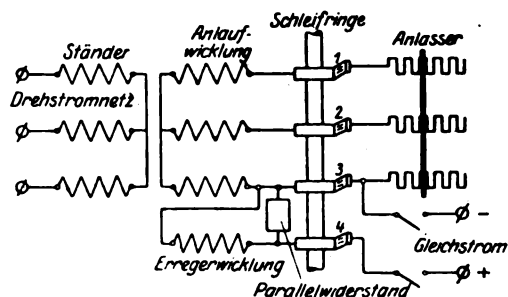 Schleifringe
Ständer
Anlauf-
wicklung
Anlasser
Drehstromnetz
1
2
3
4
-
Gleichstrom
+
Erregerwicklung
Parallelwiderstand